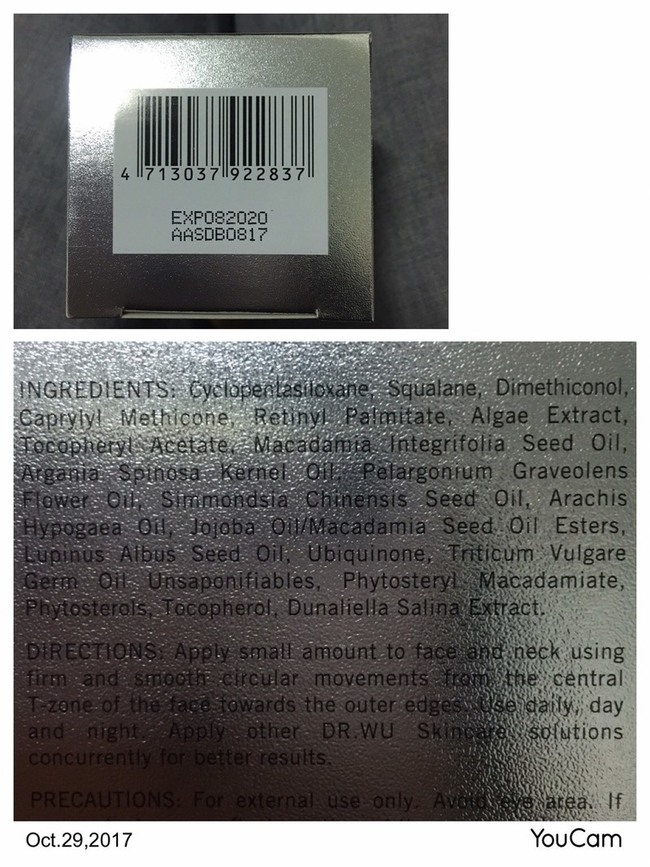 4 713037 922837
EXP082020
AASDB0817
INGREDIENTS: Cyclopentasiloxane, Squalane, Dimethiconol,
Caprylyl Methicone, Retinyl Palmitate, Algae Extract,
Tocopheryl Acetate, Macadamia Integrifolia Seed Oil,
Argania Spinosa Kernel Oil, Pelargonium Graveolens
Flower Oil, Simmondsia Chinensis Seed Oil, Arachis
Hypogaea Oil, Jojoba Oil/Macadamia Seed Oil Esters,
Lupinus Albus Seed Oil, Ubiquinone, Triticum Vulgare
Germ Oil Unsaponifiables, Phytosteryl Macadamiate,
Phytosterols, Tocopherol, Dunaliella Salina Extract.
DIRECTIONS: Apply small amount to face and neck using
firm and smooth circular movements from the central
T-zone of the face towards the outer edges. Use daily, day
and night. Apply other DR.WU Skincare solutions
concurrently for better results.
PRECAUTIONS: For external use only. Avoid eye area. If
Oct.29,2017
YouCam